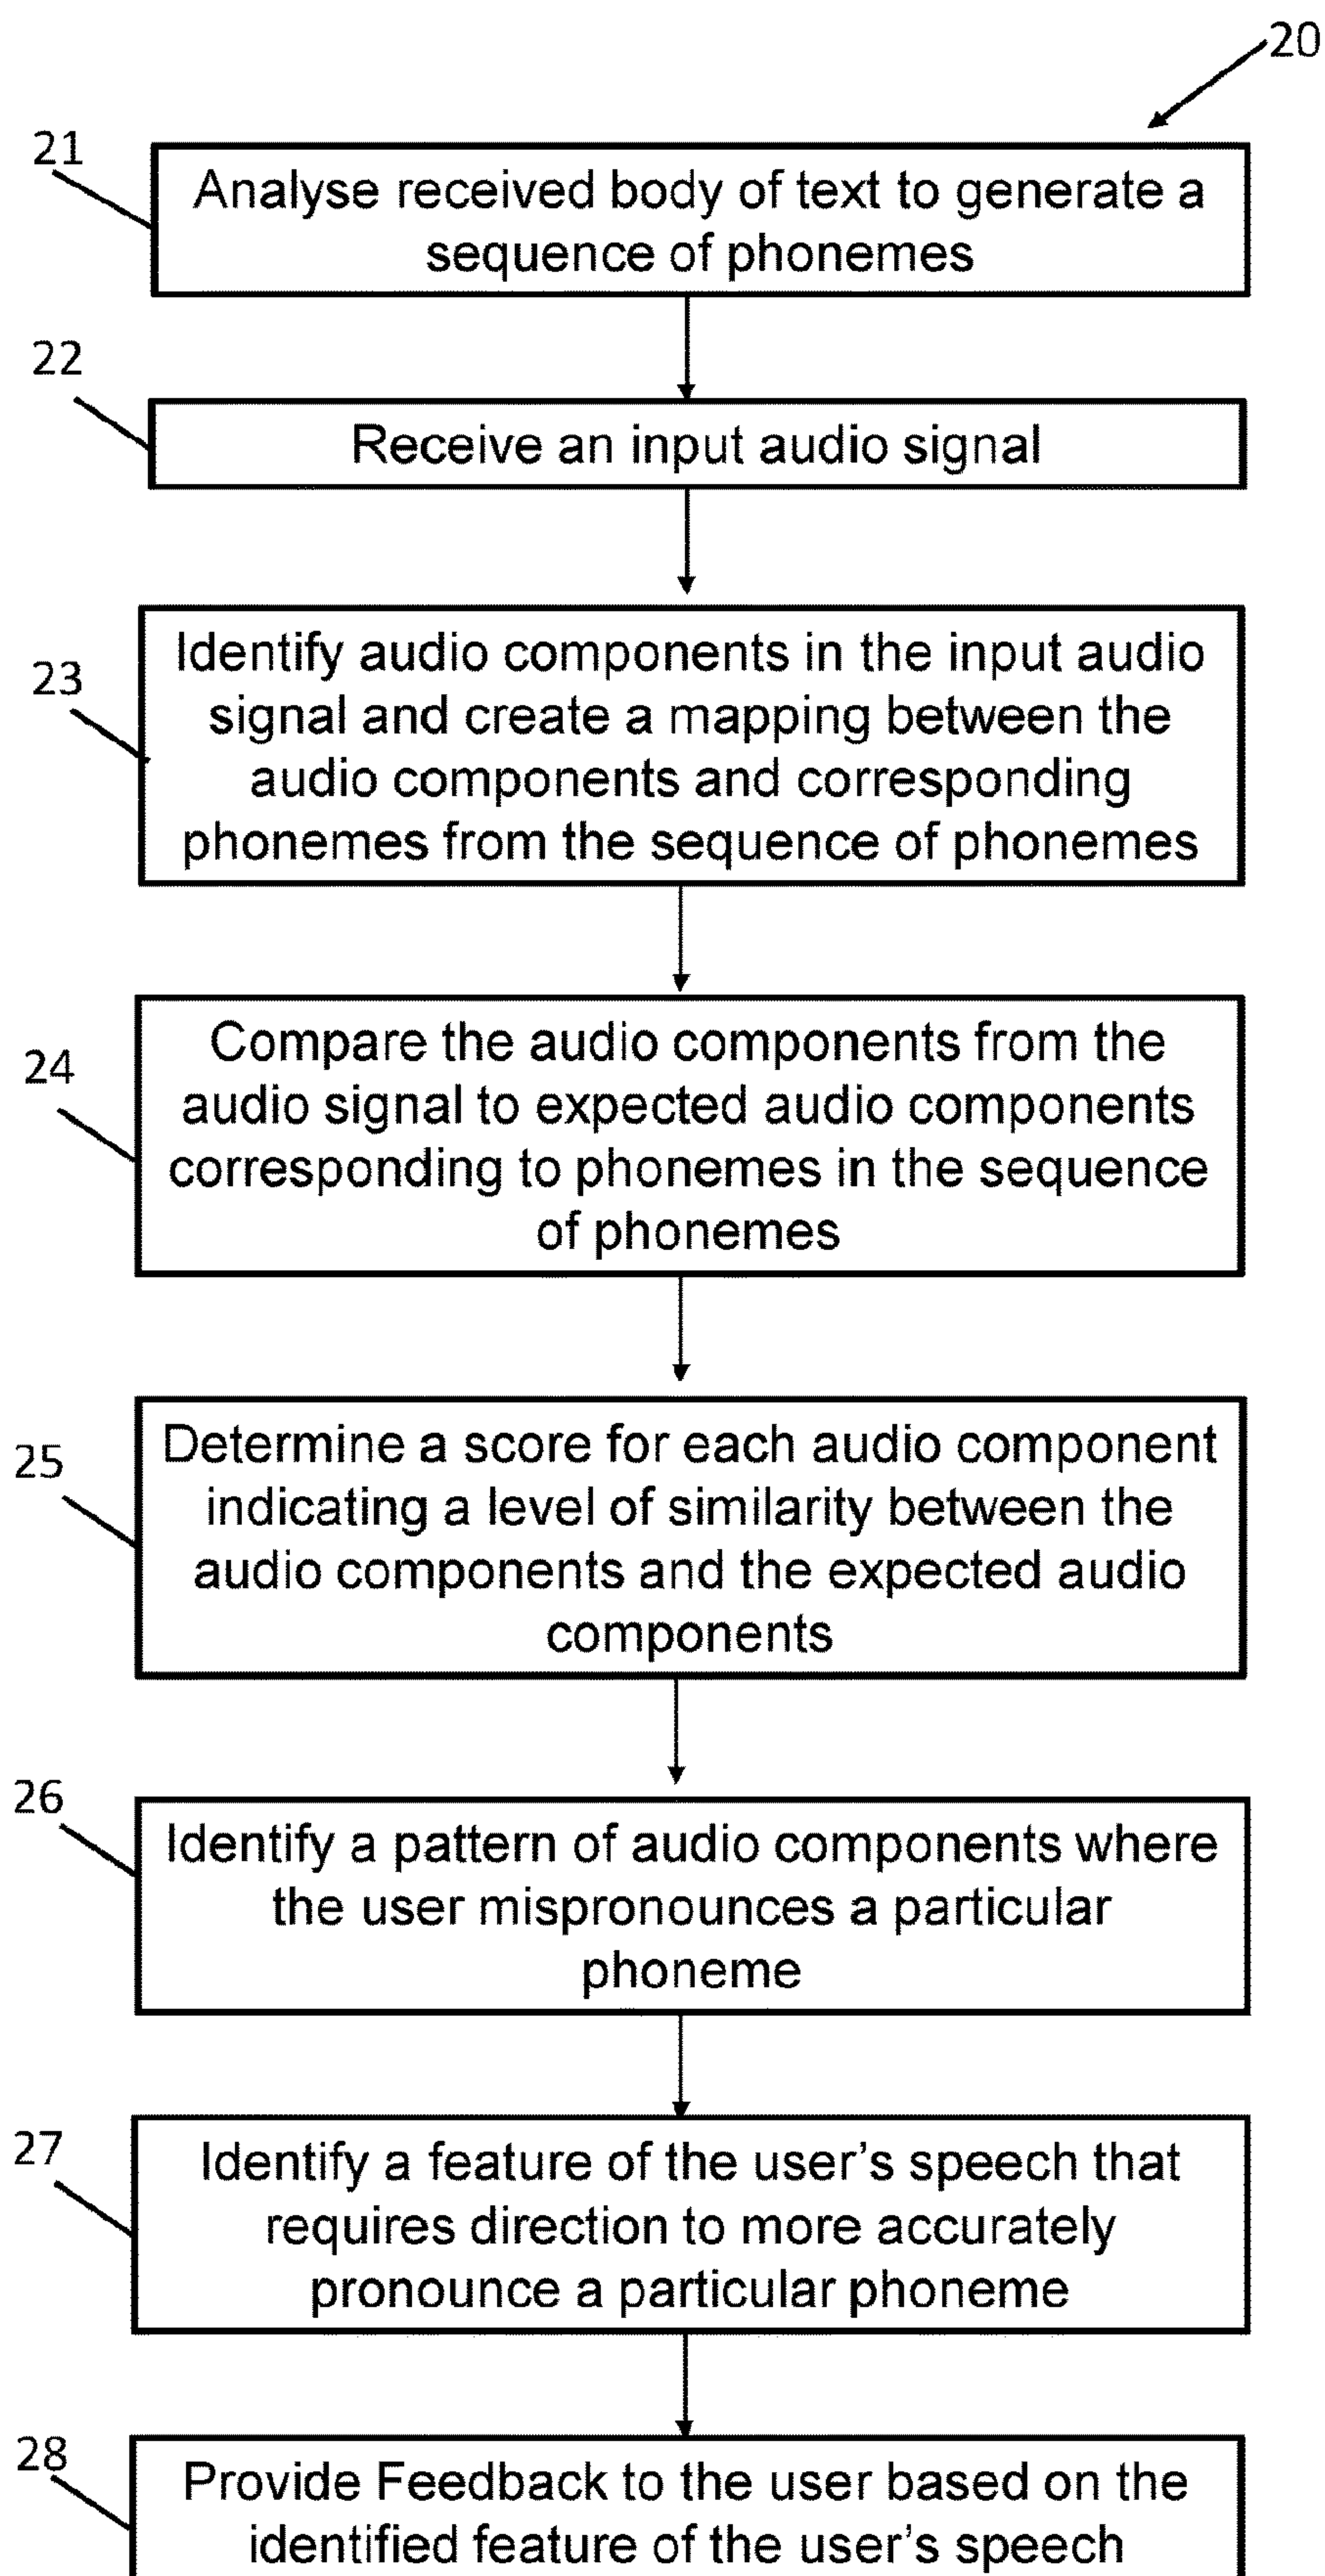 20
21
Analyse received body of text to generate a
sequence of phonemes
22
Receive an input audio signal
23
Identify audio components in the input audio
signal and create a mapping between the
audio components and corresponding
phonemes from the sequence of phonemes
24
Compare the audio components from the
audio signal to expected audio components
corresponding to phonemes in the sequence
of phonemes
25
Determine a score for each audio component
indicating a level of similarity between the
audio components and the expected audio
components
26
Identify a pattern of audio components where
the user mispronounces a particular
phoneme
27
Identify a feature of the user’s speech that
requires direction to more accurately
pronounce a particular phoneme
28
Provide Feedback to the user based on the
identified feature of the user’s speech